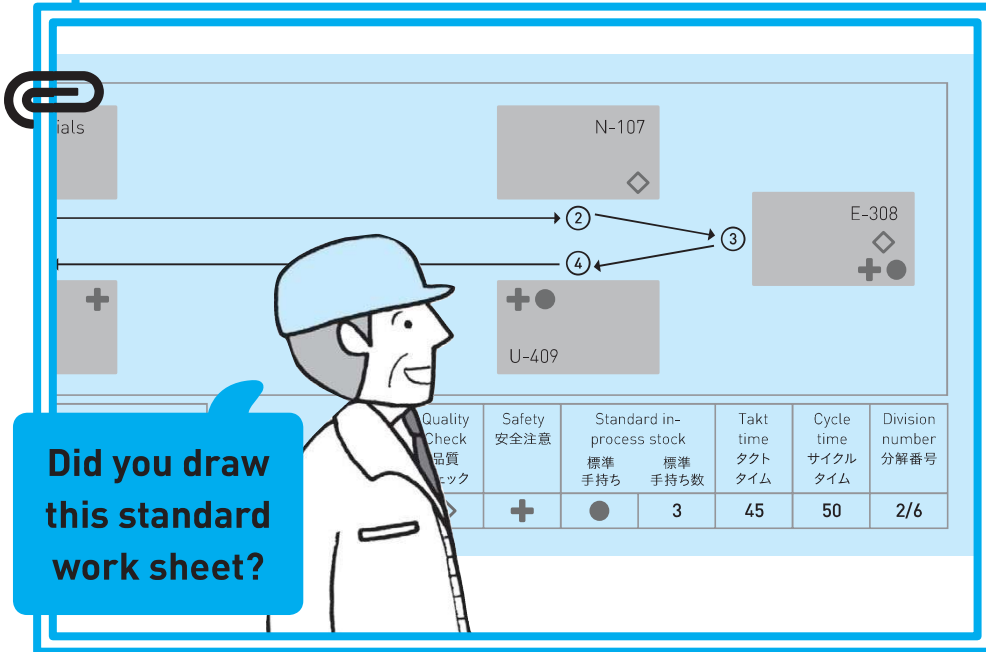 ials
N-107
E-308
②
③
④
U-409
Did you draw
this standard
work sheet?
Quality
Check
品質
ェック
Safety
安全注意
Standard in-
process stock
標準
手持ち
標準
手持ち数
Takt
time
タクト
タイム
Cycle
time
サイクル
タイム
Division
number
分解番号
3
45
50
2/6